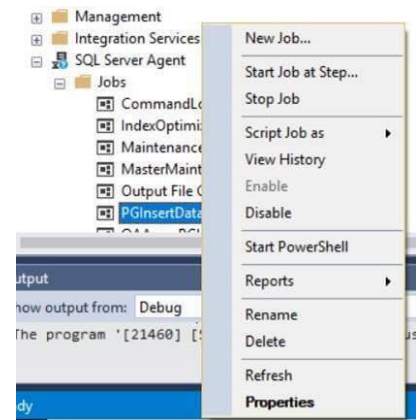 Management
Integration Services
SQL Server Agent
Jobs
IndexOptimi
Maintenance
MasterMaint
Output File
PGInsertData
New Job...
Start Job at Step...
Stop Job
Script Job as
View History
Enable
Disable
Start PowerShell
Reports
Rename
Delete
Refresh
Properties
utput
how output from: Debug
The program '[21460]
dy